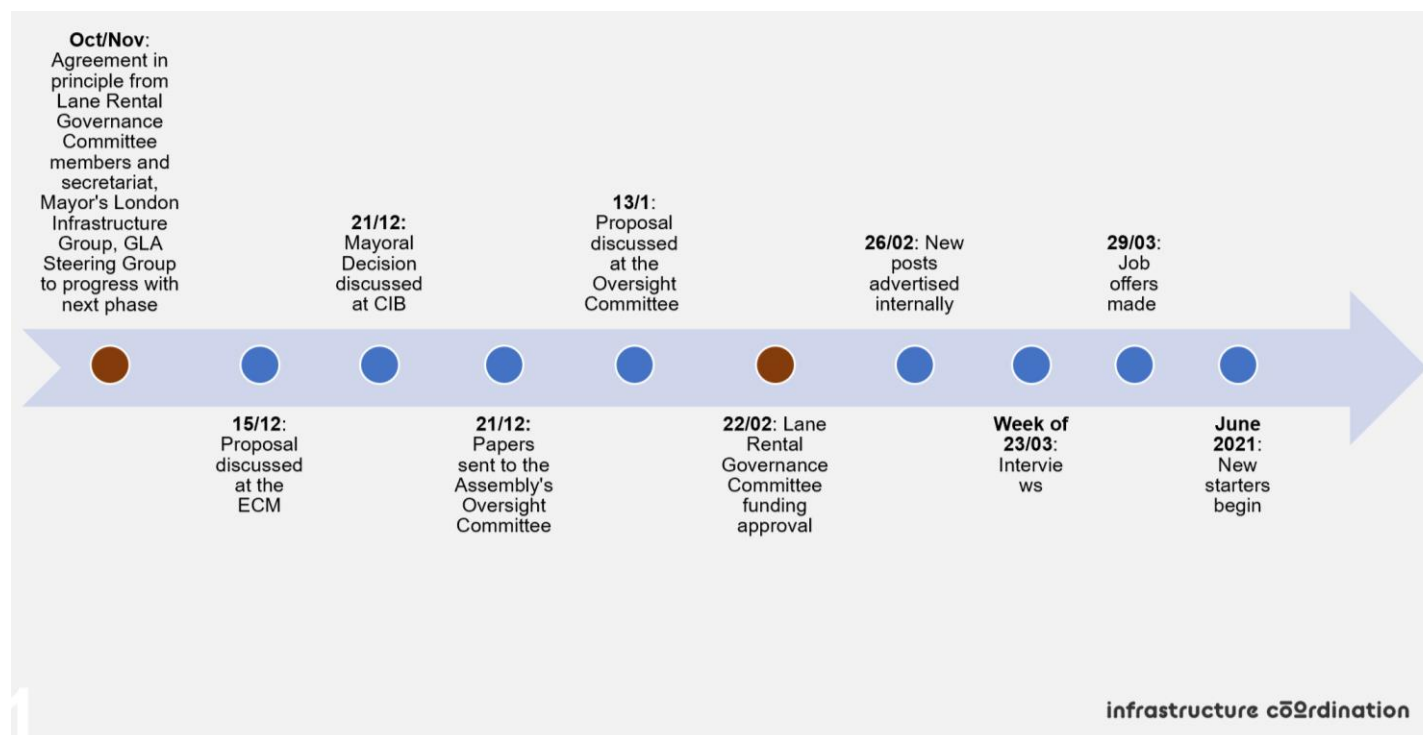 Oct/Nov:
Agreement in
principle from
Lane Rental
Governance
Committee
members and
secretariat,
Mayor's London
Infrastructure
Group, GLA
Steering Group
to progress with
next phase
15/12:
Proposal
discussed
at the
ECM
21/12:
Mayoral
Decision
discussed
at CIB
21/12:
Papers
sent to the
Assembly's
Oversight
Committee
13/1:
Proposal
discussed
at the
Oversight
Committee
22/02: Lane
Rental
Governance
Committee
funding
approval
26/02: New
posts
advertised
internally
Week of
23/03:
Intervie
ws
29/03:
Job
offers
made
June
2021:
New
starters
begin
1
infrastructure coordination